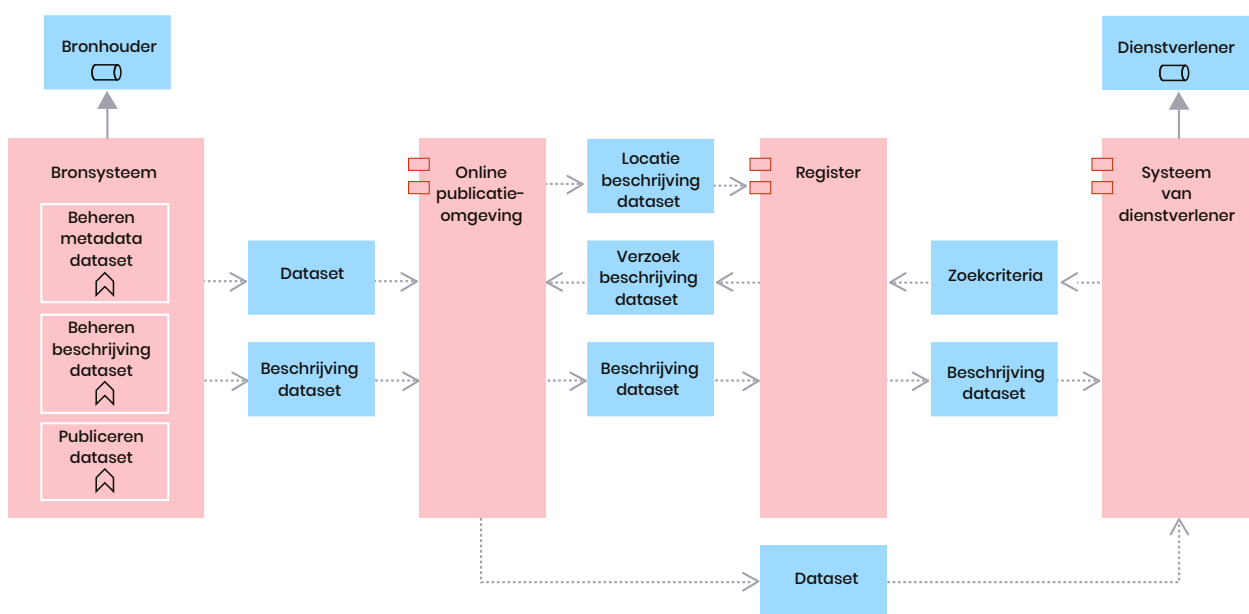 Bronhouder
Dienstverlener
Bronsysteem
Beheren
metadata
dataset
Beheren
beschrijving
dataset
Publiceren
dataset
Dataset
Beschrijving
dataset
Online
publicatie-
omgeving
Locatie
beschrijving
dataset
Verzoek
beschrijving
dataset
Beschrijving
dataset
Register
Zoekcriteria
Beschrijving
dataset
Systeem
van
dienstverlener
Dataset